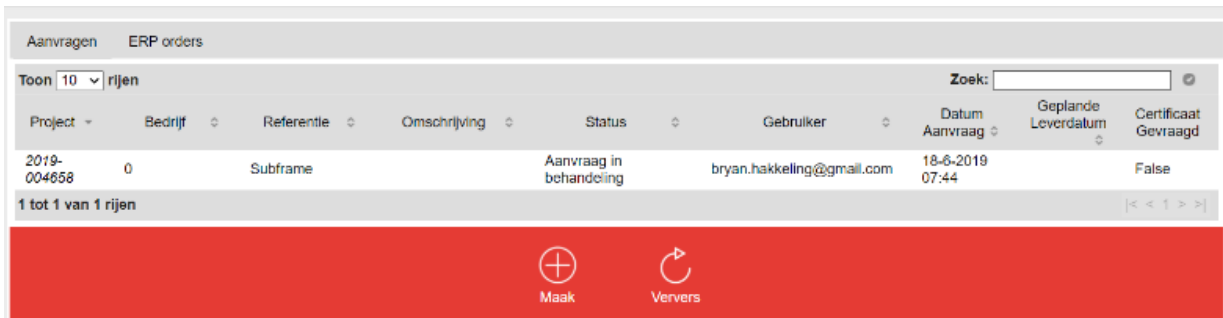 Aanvragen ERP orders
Toon 10 rijen Zoek:
Project Bedrijf Referentie Omschrijving Status Gebruiker Datum Aanvraag Geplande Leverdatum Certificaat Gevraagd
2019-004658 0 Subframe Aanvraag in behandeling bryan.hakkeling@gmail.com 18-6-2019 07:44 False
1 tot 1 van 1 rijen |< < 1 > >|
Maak Ververs